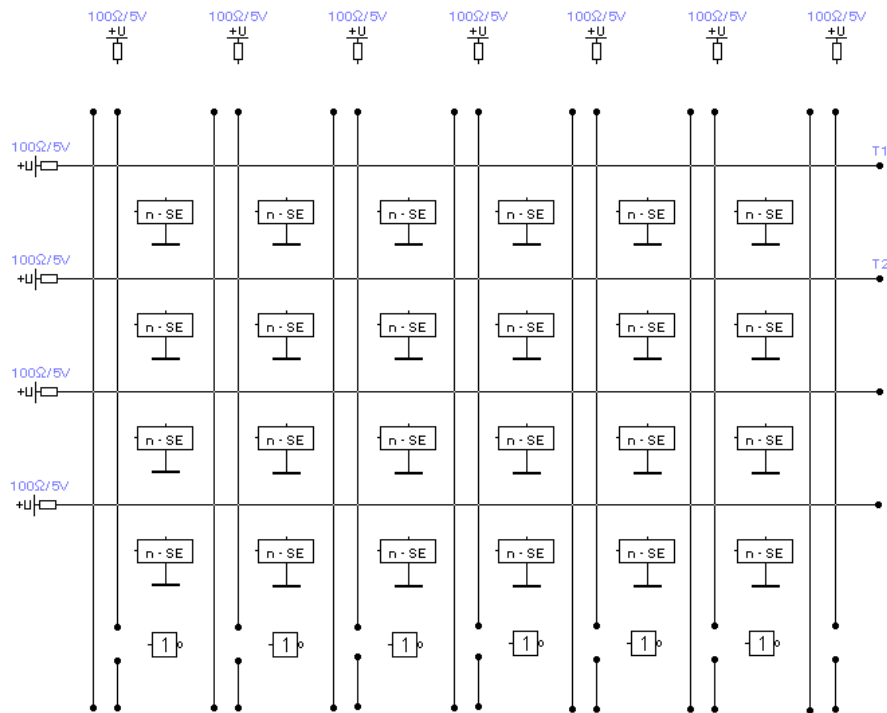 100Ω/5V 100Ω/5V 100Ω/5V 100Ω/5V 100Ω/5V 100Ω/5V 100Ω/5V
+U +U +U +U +U +U +U
100Ω/5V T1
+U
n-SE n-SE n-SE n-SE n-SE n-SE
100Ω/5V T2
+U
n-SE n-SE n-SE n-SE n-SE n-SE
100Ω/5V
+U
n-SE n-SE n-SE n-SE n-SE n-SE
100Ω/5V
+U
n-SE n-SE n-SE n-SE n-SE n-SE
1 1 1 1 1 1